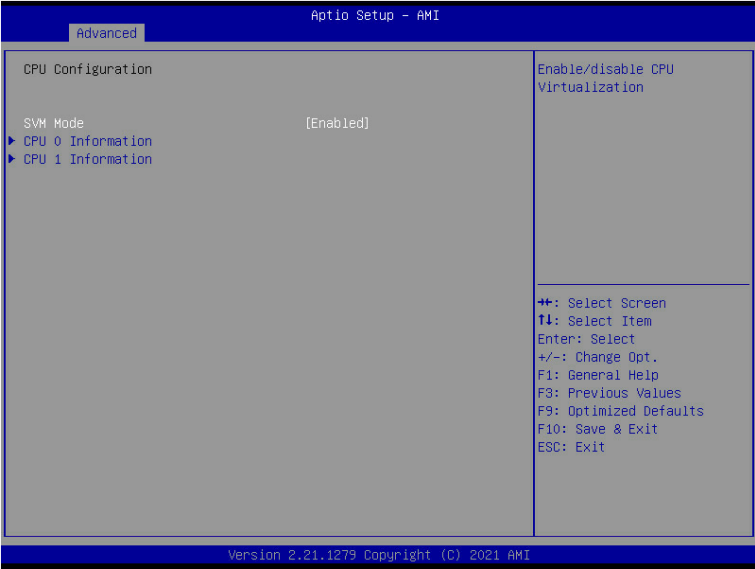 Aptio Setup – AMI
Advanced
CPU Configuration
SVM Mode [Enabled]
CPU 0 Information
CPU 1 Information
Enable/disable CPU
Virtualization
→←: Select Screen
↑↓: Select Item
Enter: Select
+/-: Change Opt.
F1: General Help
F3: Previous Values
F9: Optimized Defaults
F10: Save & Exit
ESC: Exit
Version 2.21.1279 Copyright (C) 2021 AMI